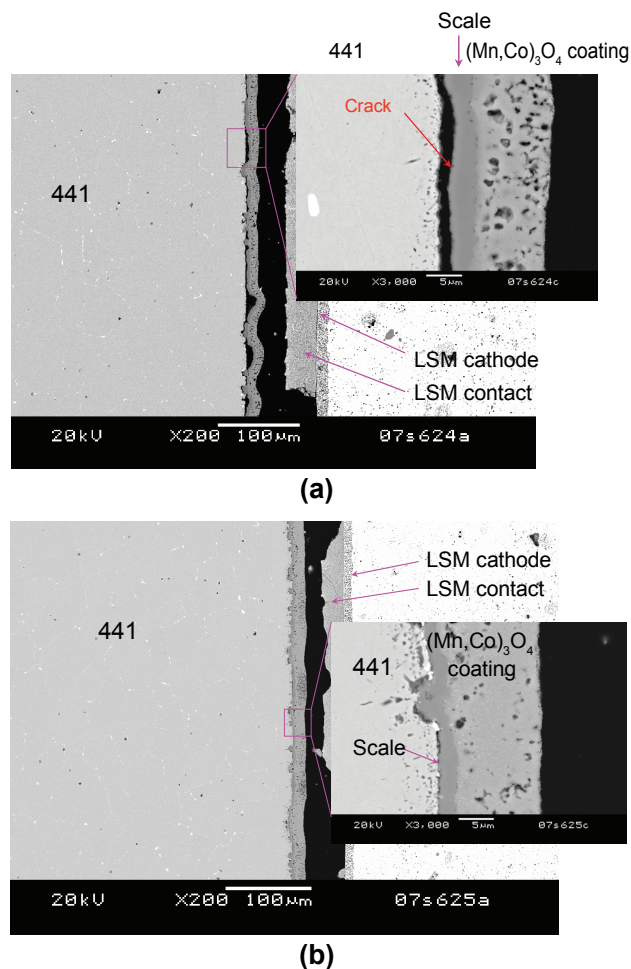 Scale
441 (Mn,Co)₃O₄ coating
Crack
441
20kV X3,000 5µm 07s624c
LSM cathode
LSM contact
20kV X200 100µm 07s624a
(a)
LSM cathode
LSM contact
441
(Mn,Co)₃O₄
441 coating
Scale
20kV X3,000 5µm 07s625c
20kV X200 100µm 07s625a
(b)